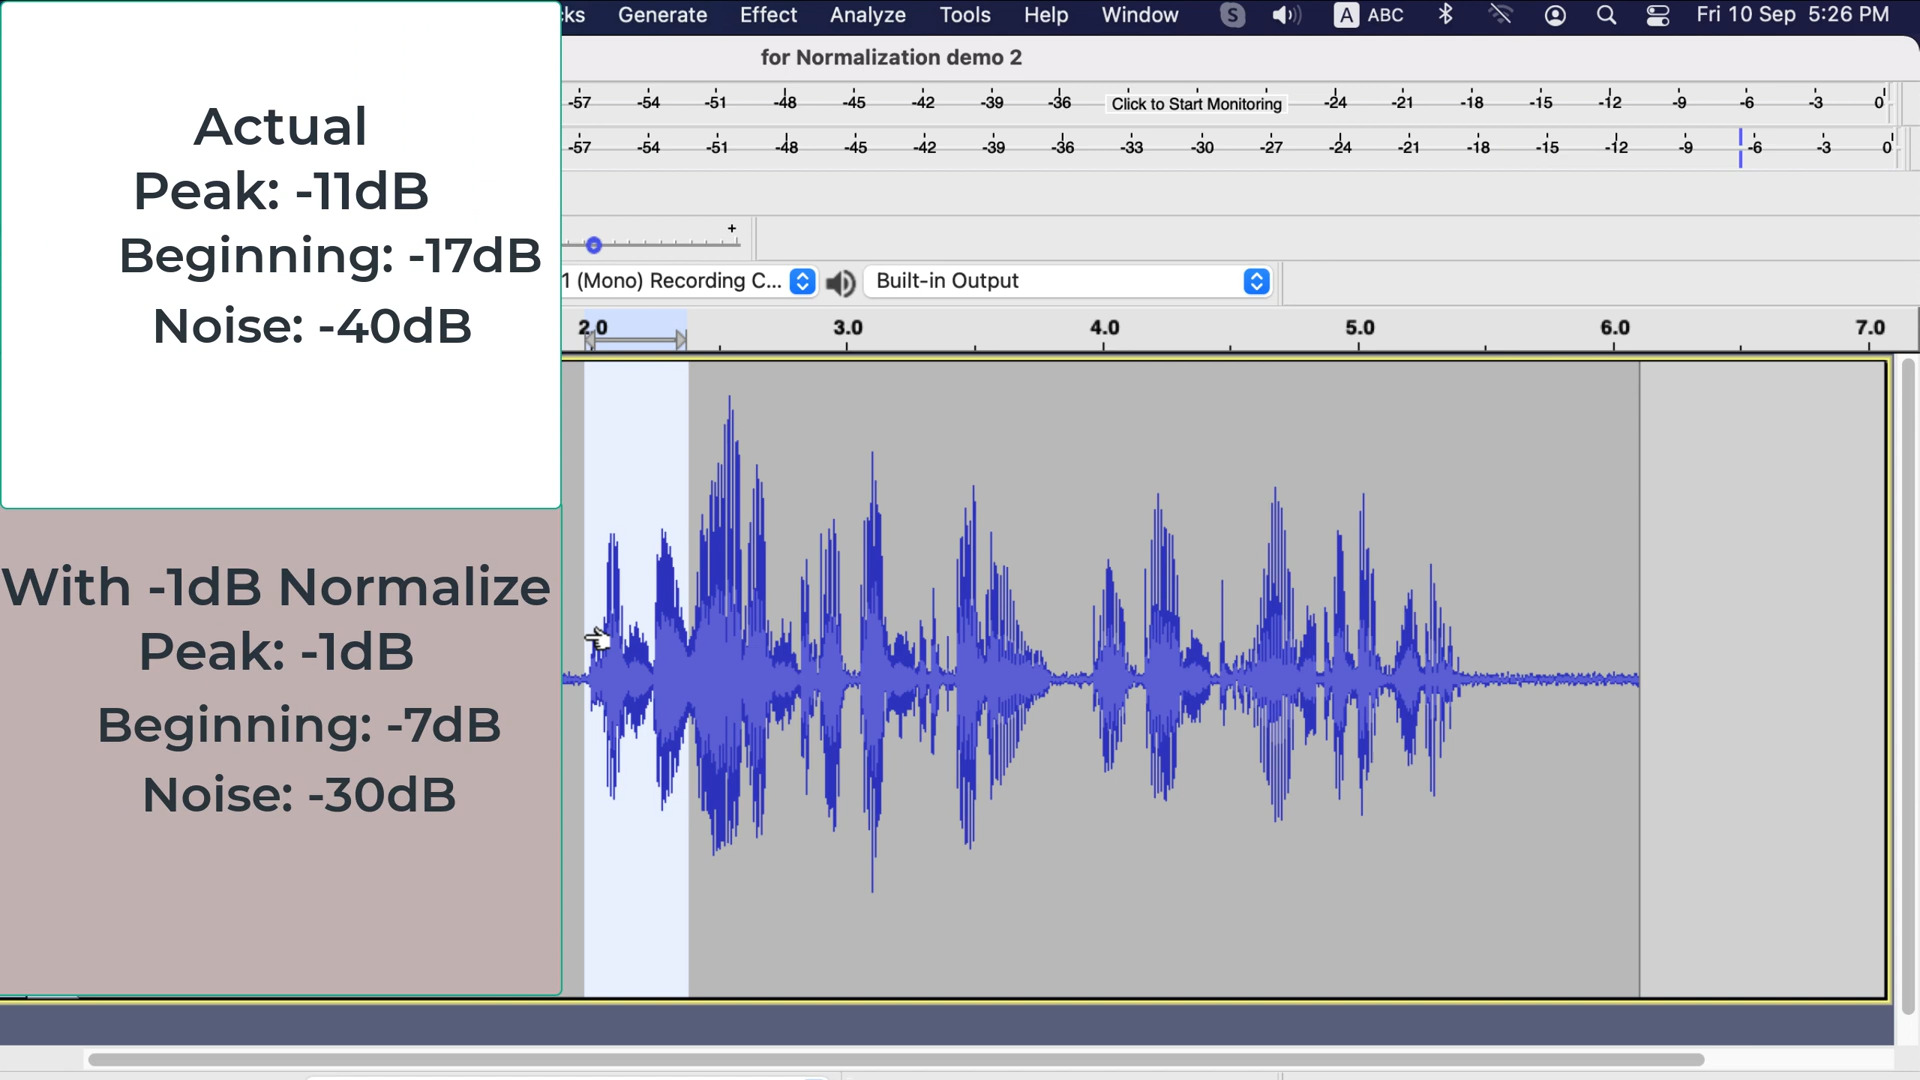 cks Generate Effect Analyze Tools Help Window S A ABC Fri 10 Sep 5:26 PM
for Normalization demo 2
-57 -54 -51 -48 -45 -42 -39 -36 Click to Start Monitoring -24 -21 -18 -15 -12 -9 -6 -3 0
-57 -54 -51 -48 -45 -42 -39 -36 -33 -30 -27 -24 -21 -18 -15 -12 -9 -6 -3 0
+
1 (Mono) Recording C... Built-in Output
2.0 3.0 4.0 5.0 6.0 7.0
Actual
Peak: -11dB
Beginning: -17dB
Noise: -40dB
With -1dB Normalize
Peak: -1dB
Beginning: -7dB
Noise: -30dB